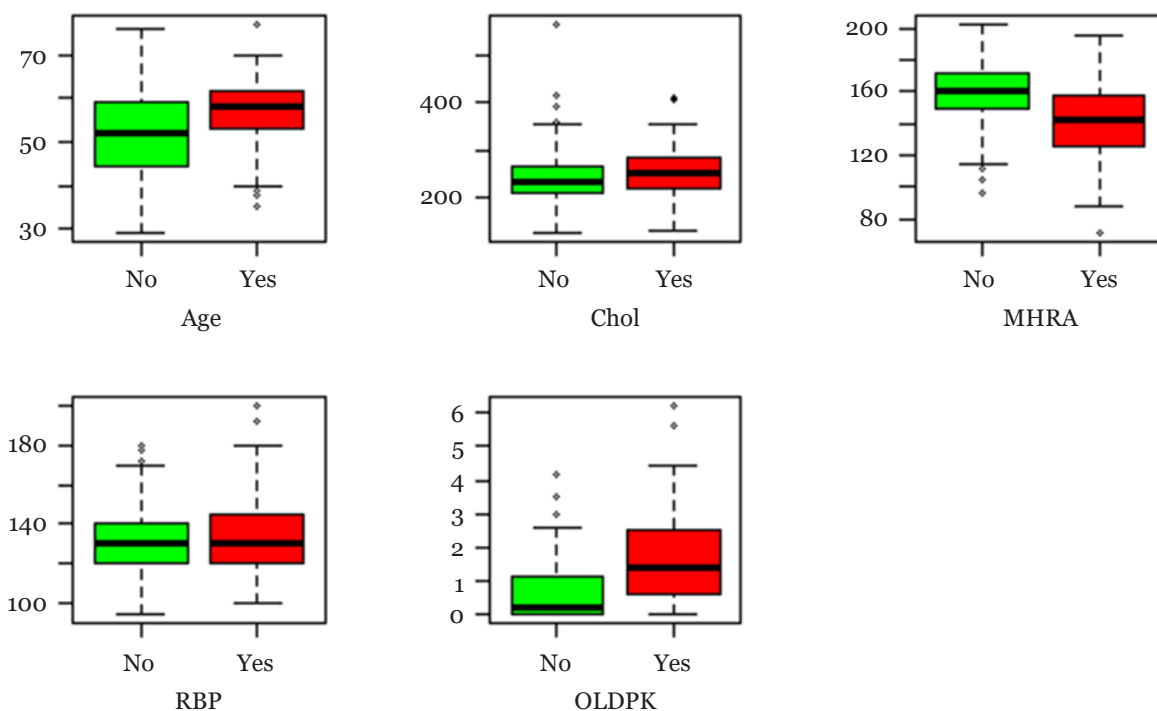 70
50
30
No Yes
Age
400
200
No Yes
Chol
200
160
120
80
No Yes
MHRA
180
140
100
No Yes
RBP
6
5
4
3
2
1
0
No Yes
OLDPK